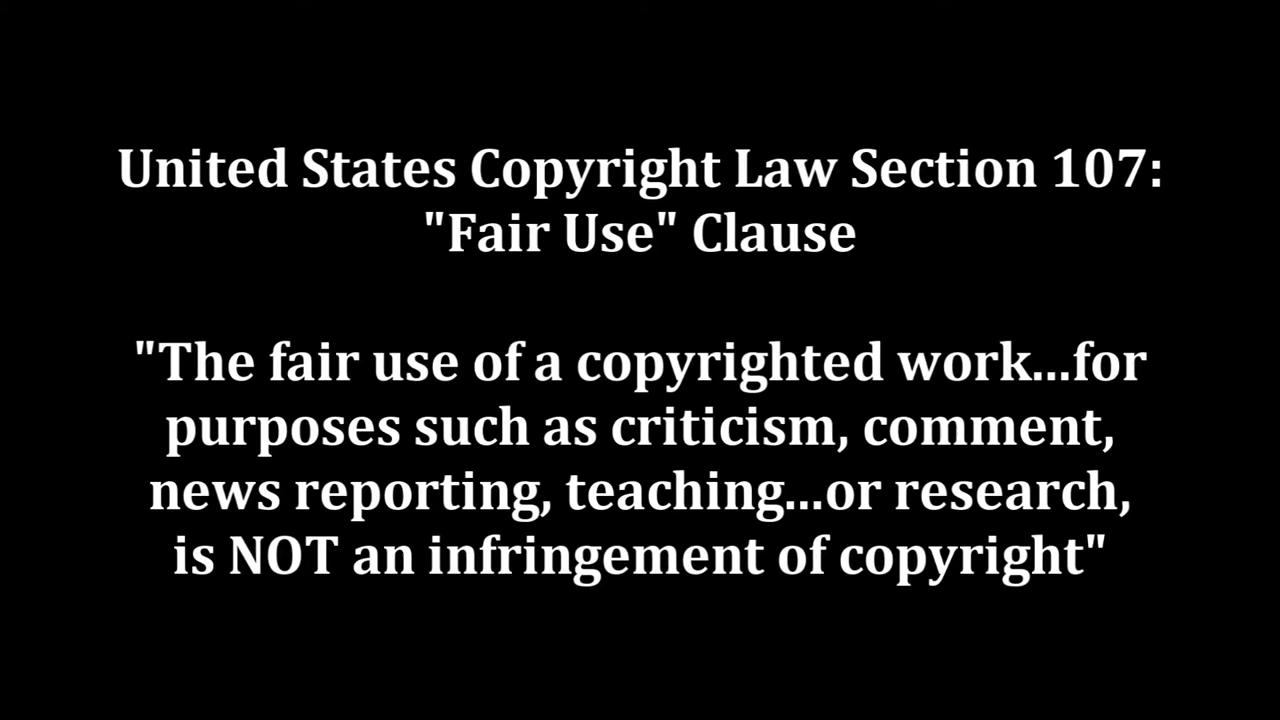 United States Copyright Law Section 107:
"Fair Use" Clause
"The fair use of a copyrighted work...for
purposes such as criticism, comment,
news reporting, teaching...or research,
is NOT an infringement of copyright"